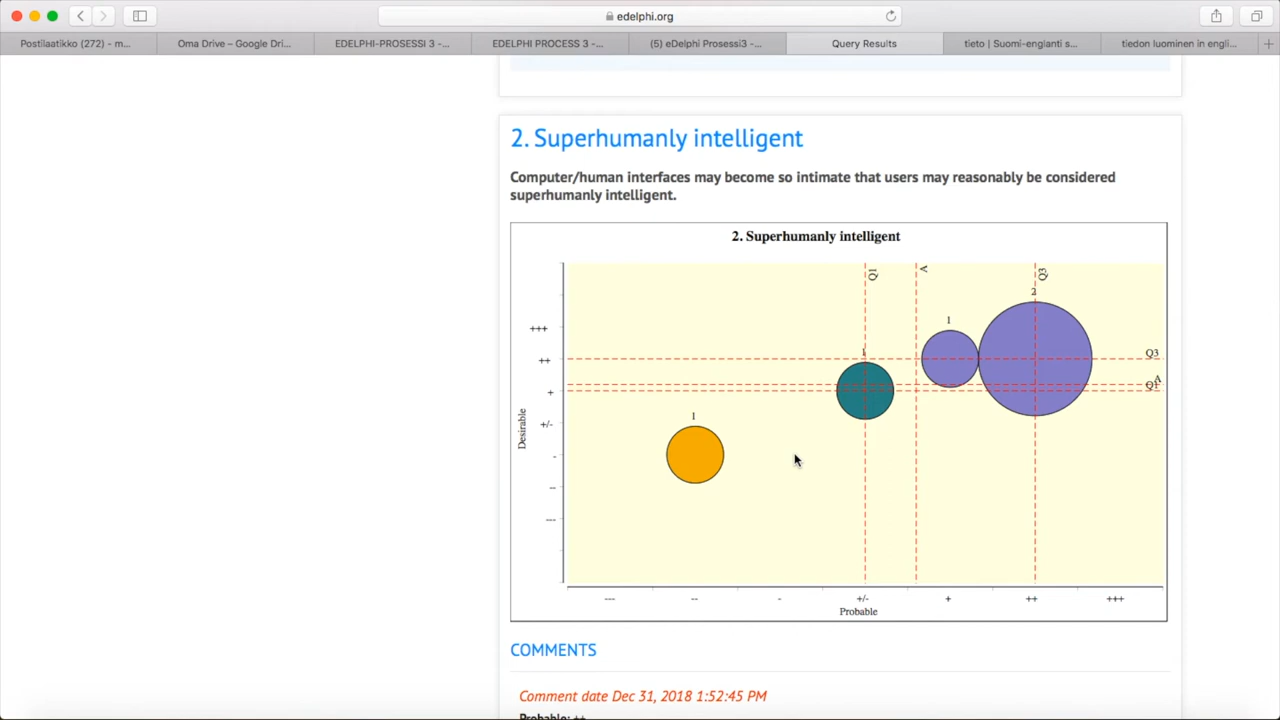 edelphi.org
Postilaatikko (272) - m...
Oma Drive – Google Dri...
EDELPHI-PROSESSI 3 -...
EDELPHI PROCESS 3 -...
(5) eDelphi Prosessi3 -...
Query Results
tieto | Suomi-englanti s...
tiedon luominen in engli...
2. Superhumanly intelligent
Computer/human interfaces may become so intimate that users may reasonably be considered
superhumanly intelligent.
2. Superhumanly intelligent
Q1
A
Q3
2
1
+++
1
Q3
++
A
Q1
+
1
+/-
Desirable
-
--
---
---
--
-
+/-
+
++
+++
Probable
COMMENTS
Comment date Dec 31, 2018 1:52:45 PM
Probable: ++